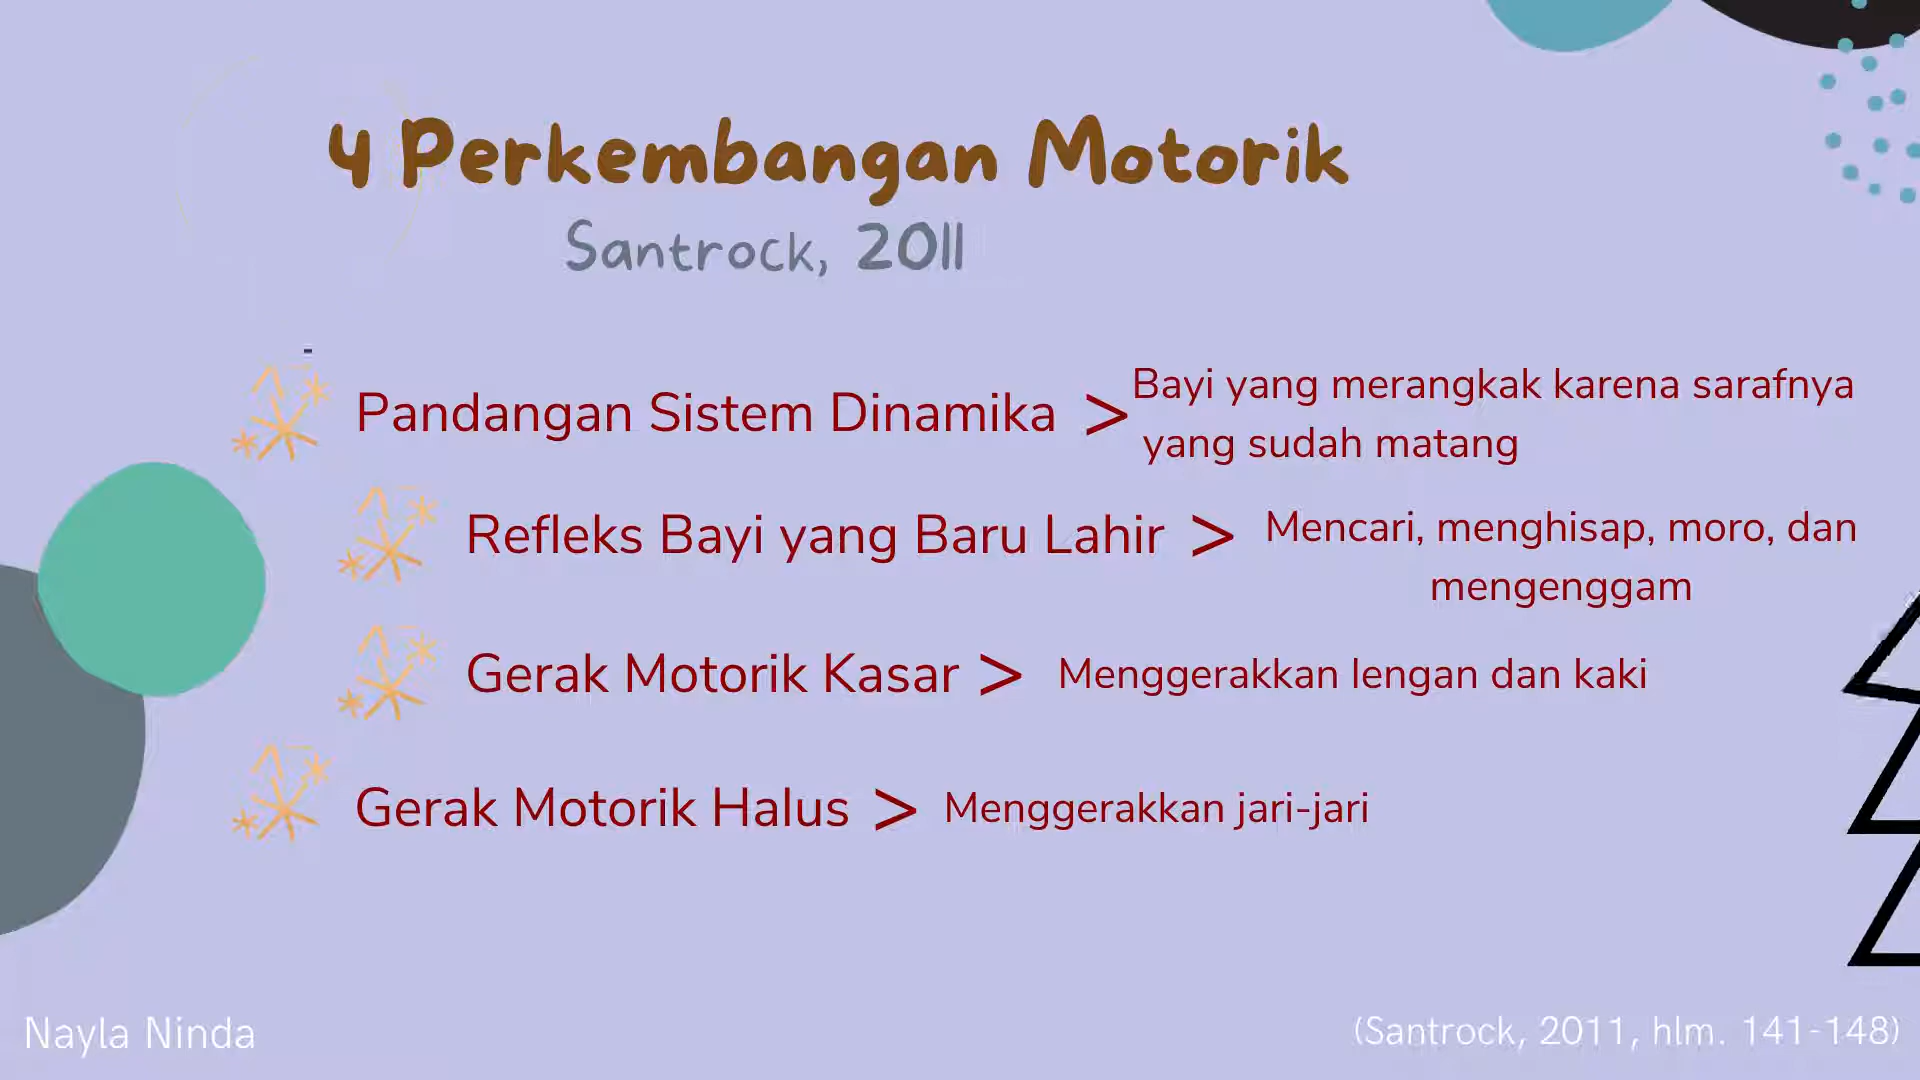 4 Perkembangan Motorik
Santrock, 2011
-
Pandangan Sistem Dinamika > Bayi yang merangkak karena sarafnya
yang sudah matang
Refleks Bayi yang Baru Lahir > Mencari, menghisap, moro, dan
mengenggam
Gerak Motorik Kasar > Menggerakkan lengan dan kaki
Gerak Motorik Halus > Menggerakkan jari-jari
Nayla Ninda
(Santrock, 2011, hlm. 141-148)